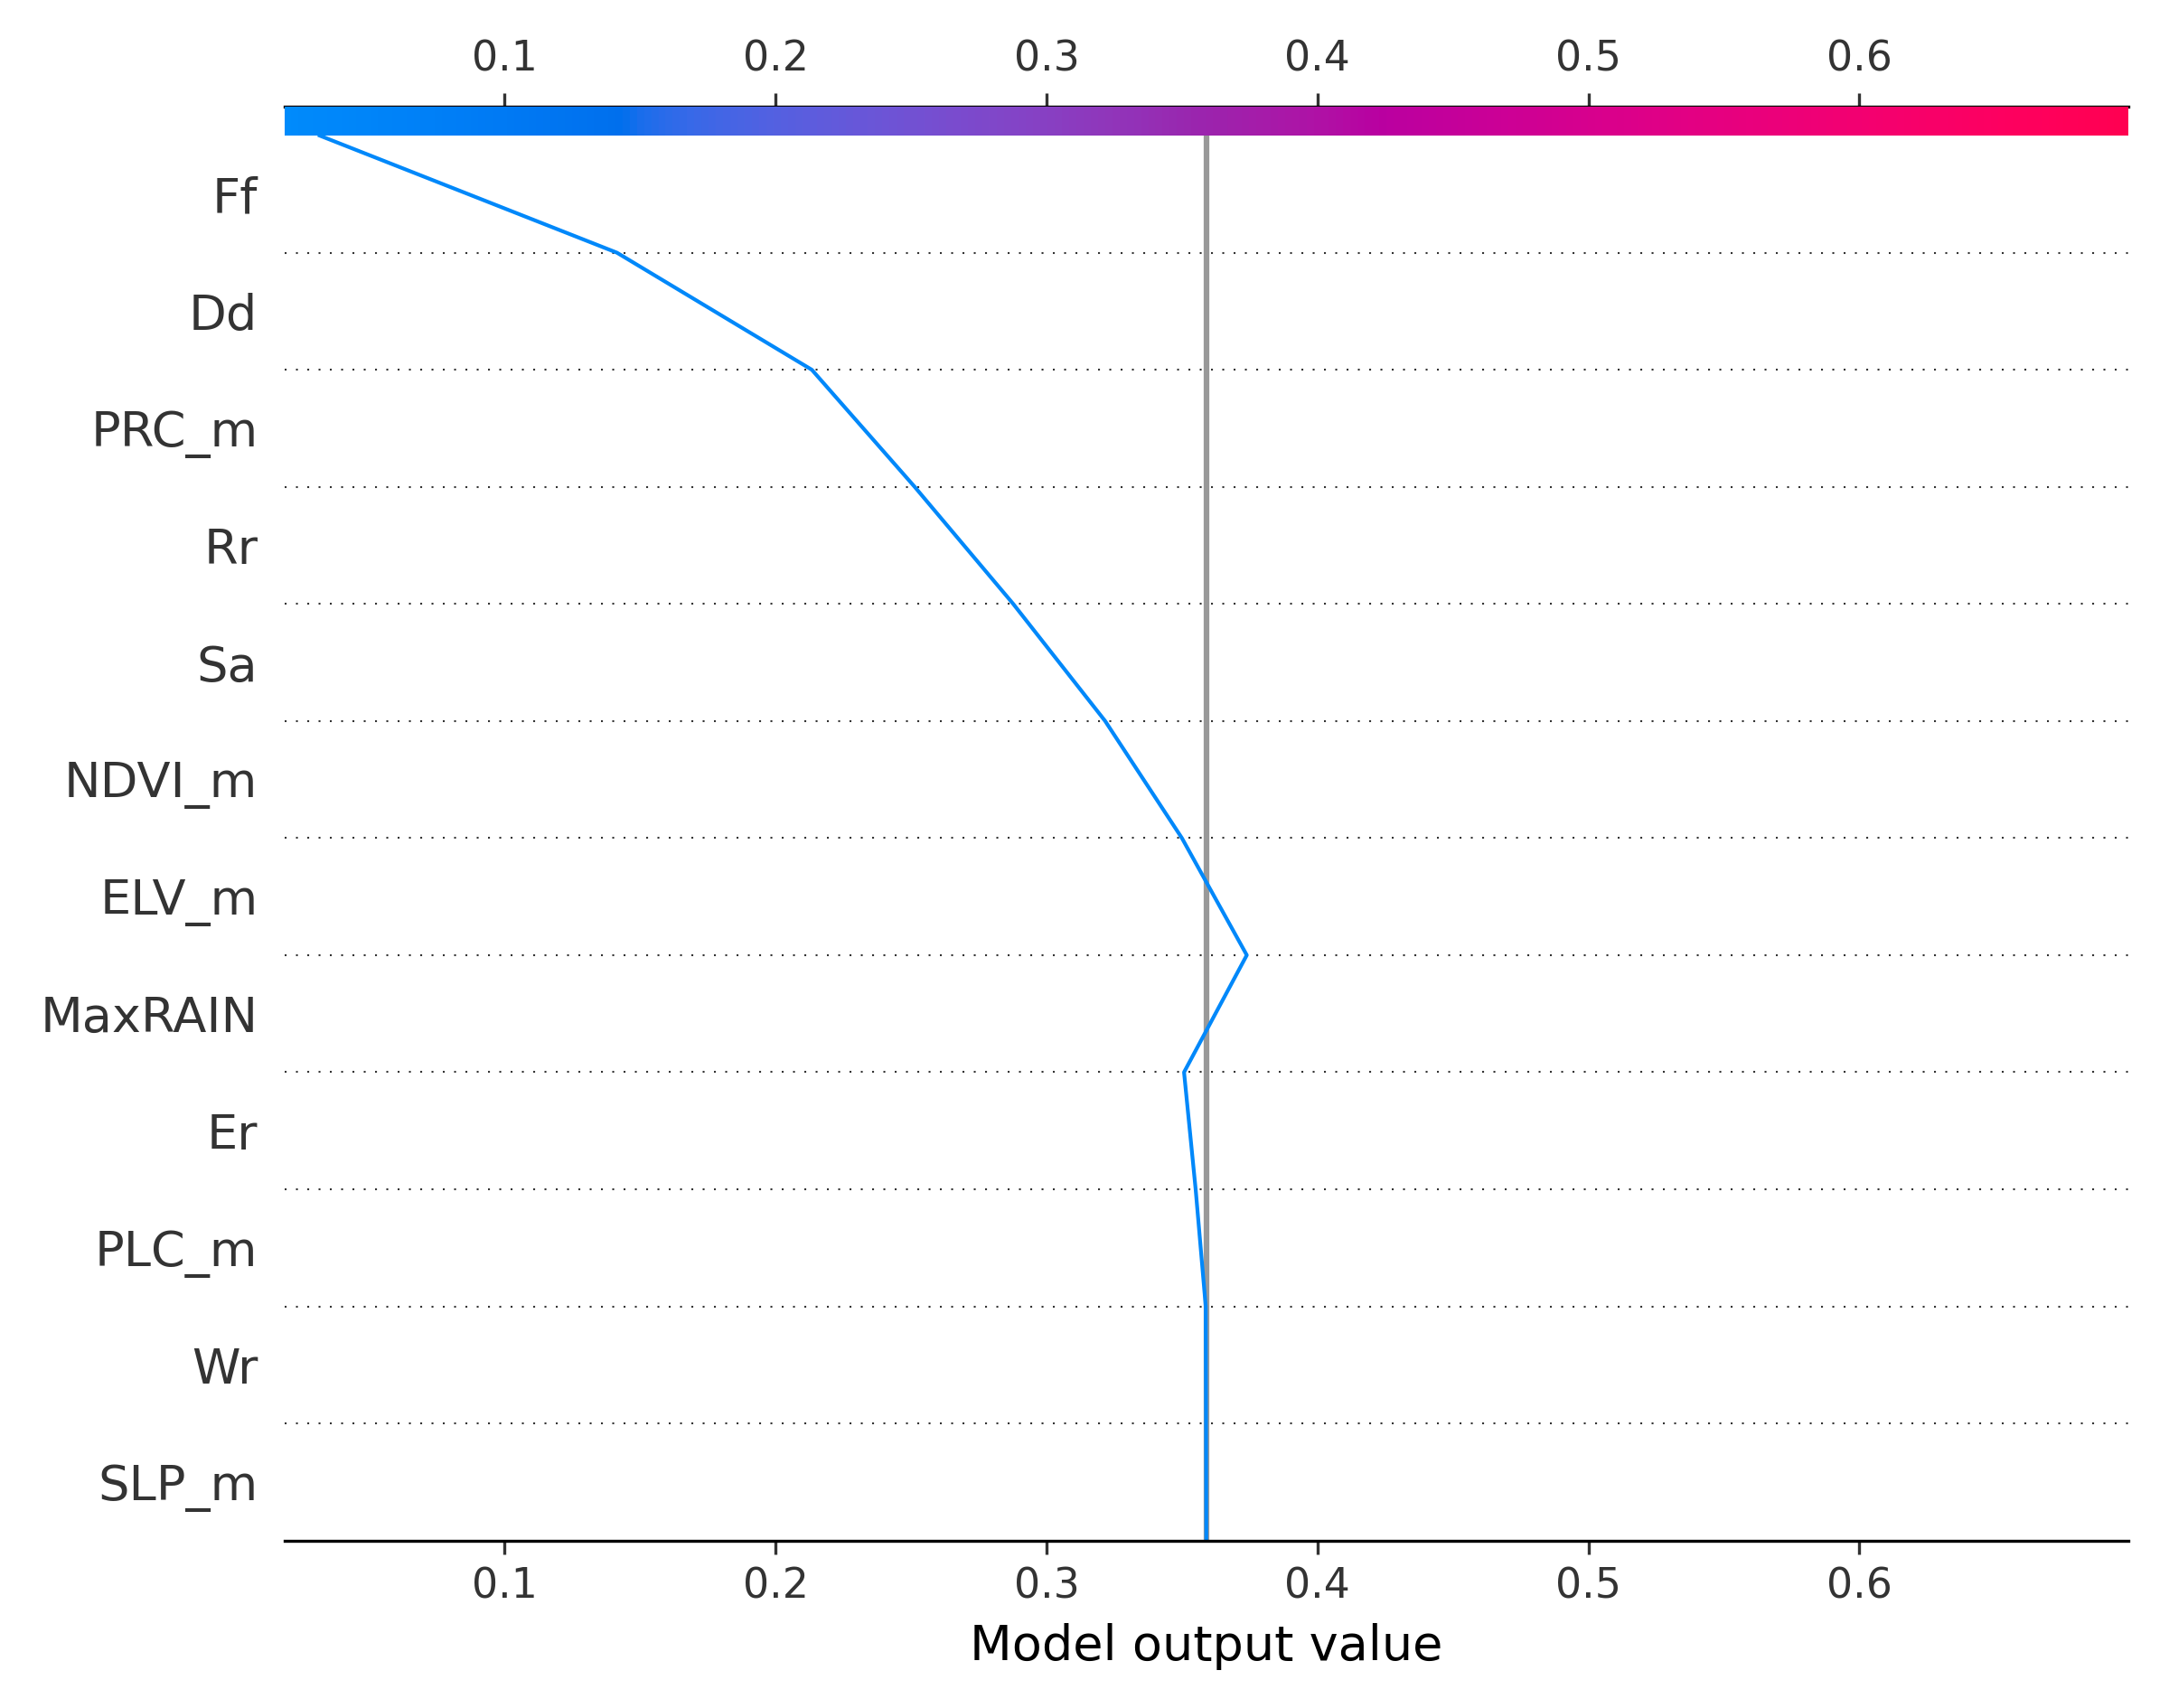 0.1 0.2 0.3 0.4 0.5 0.6
Ff
Dd
PRC_m
Rr
Sa
NDVI_m
ELV_m
MaxRAIN
Er
PLC_m
Wr
SLP_m
0.1 0.2 0.3 0.4 0.5 0.6
Model output value